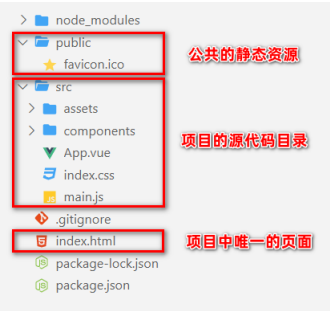 node_modules
public
公共的静态资源
favicon.ico
src
assets
components
项目的源代码目录
App.vue
index.css
main.js
.gitignore
index.html
项目中唯一的页面
package-lock.json
package.json